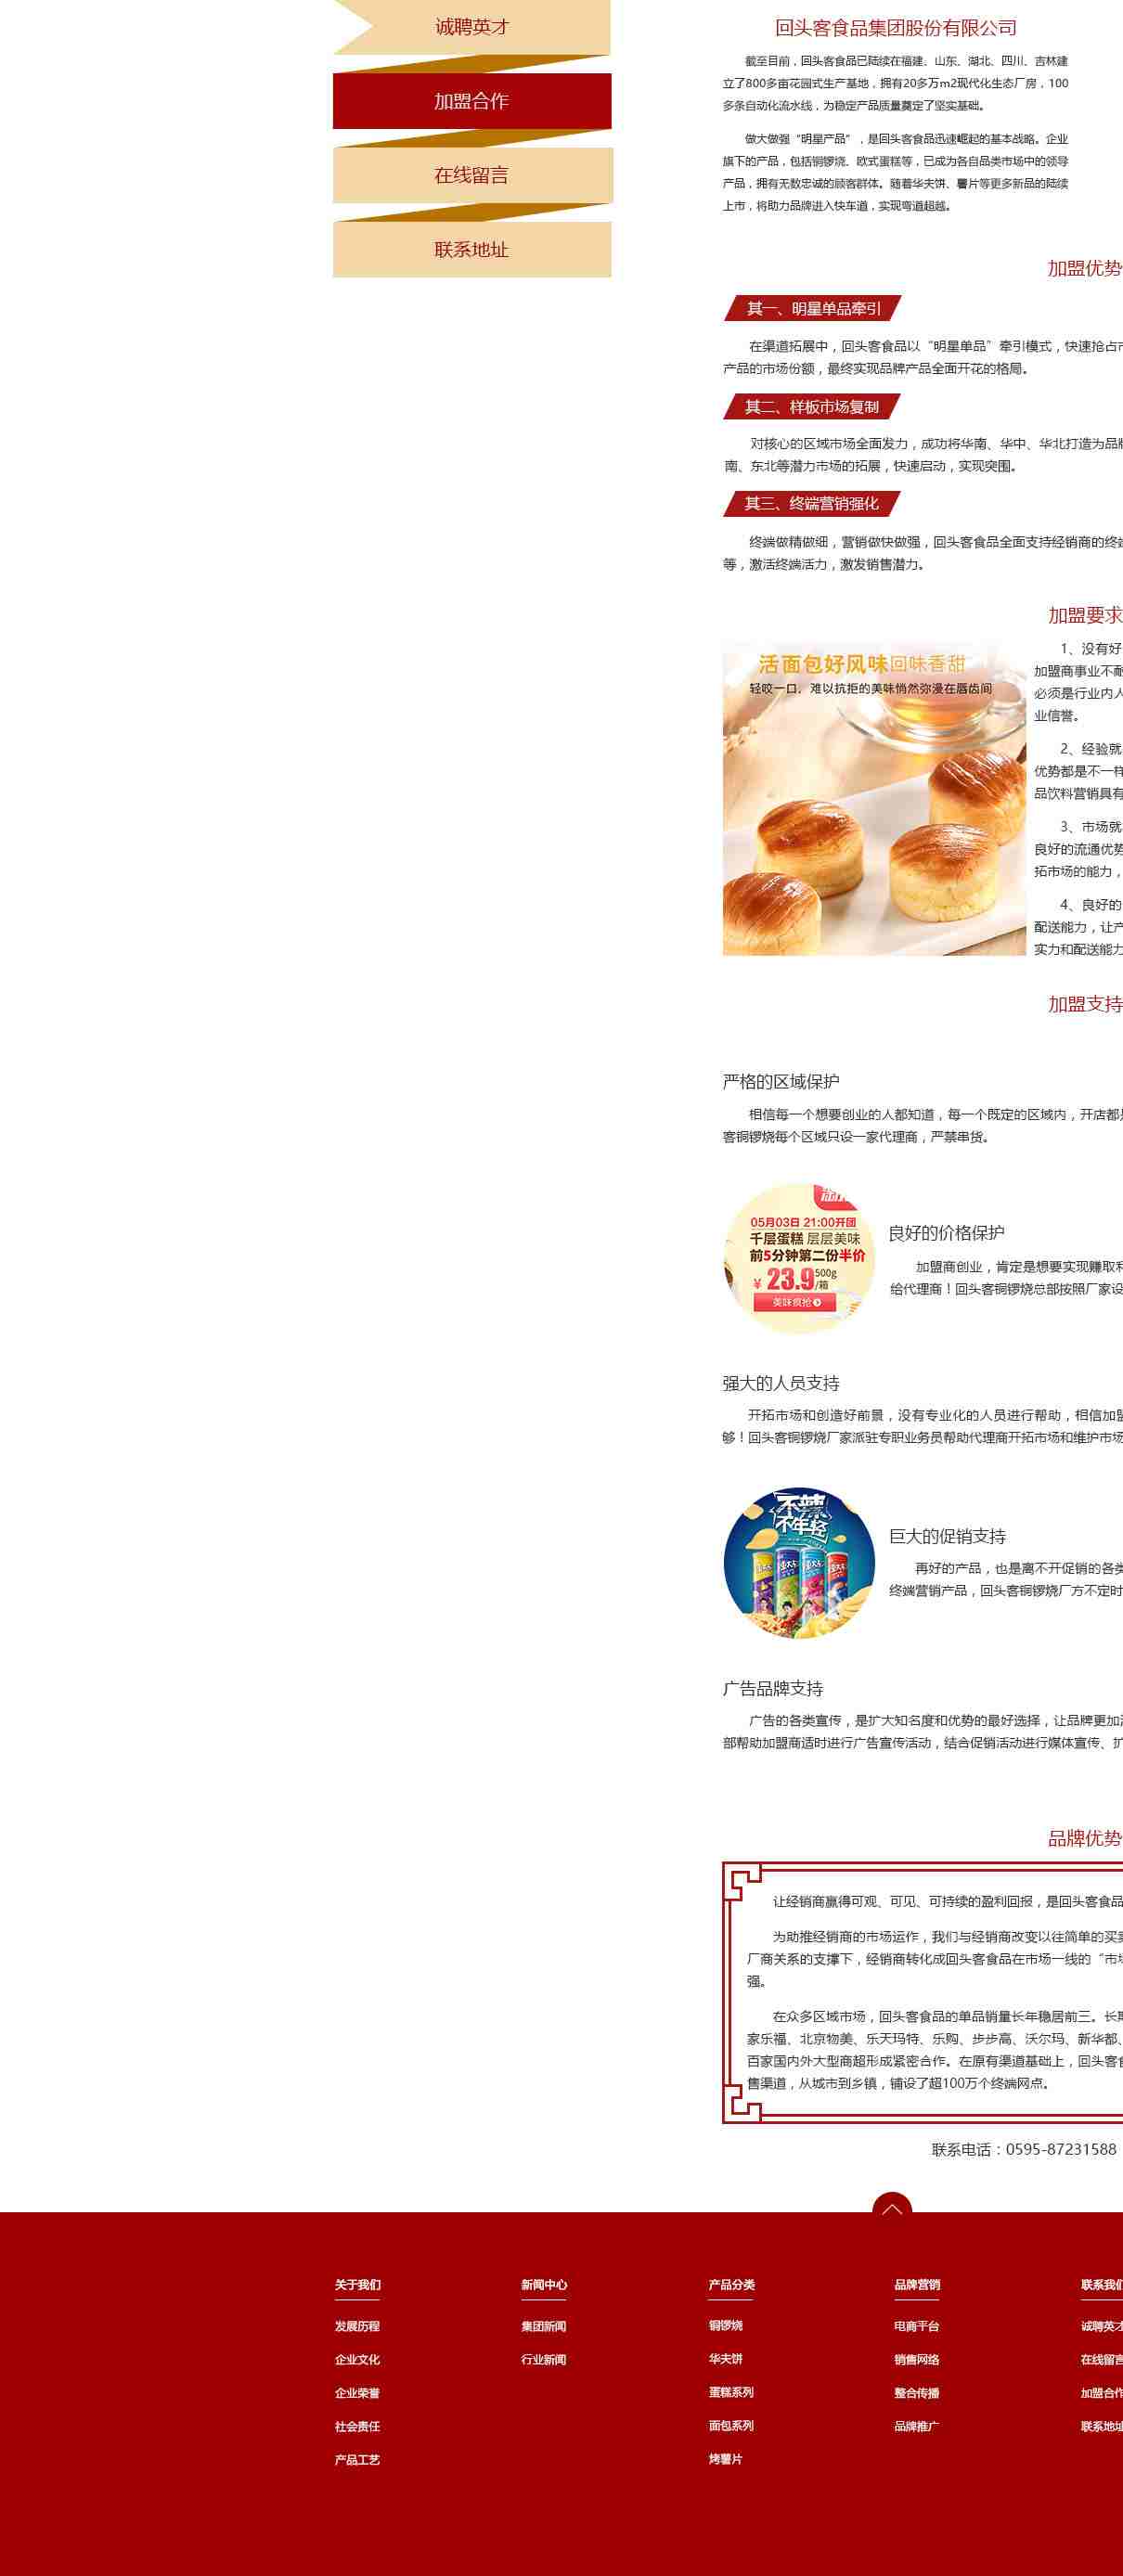 诚聘英才
加盟合作
在线留言
联系地址
回头客食品集团股份有限公司
截至目前，回头客食品已陆续在福建、山东、湖北、四川、吉林建
立了800多亩花园式生产基地，拥有20多万m2现代化生态厂房，100
多条自动化流水线，为稳定产品质量奠定了坚实基础。
做大做强“明星产品”，是回头客食品迅速崛起的基本战略。企业
旗下的产品，包括铜锣烧、欧式蛋糕等，已成为各自品类市场中的领导
产品，拥有无数忠诚的顾客群体。随着华夫饼、薯片等更多新品的陆续
上市，将助力品牌进入快车道，实现弯道超越。
加盟优势
其一、明星单品牵引
在渠道拓展中，回头客食品以“明星单品”牵引模式，快速抢占市
产品的市场份额，最终实现品牌产品全面开花的格局。
其二、样板市场复制
对核心的区域市场全面发力，成功将华南、华中、华北打造为品牌
南、东北等潜力市场的拓展，快速启动，实现突围。
其三、终端营销强化
终端做精做细，营销做快做强，回头客食品全面支持经销商的终端
等，激活终端活力，激发销售潜力。
加盟要求
活面包好风味回味香甜
轻咬一口，难以抗拒的美味悄然弥漫在唇齿间
1、没有好
加盟商事业不耐
必须是行业内人
业信誉。
2、经验就
优势都是不一样
品饮料营销具有
3、市场就
良好的流通优势
拓市场的能力，
4、良好的
配送能力，让产
实力和配送能力
加盟支持
严格的区域保护
相信每一个想要创业的人都知道，每一个既定的区域内，开店都是
客铜锣烧每个区域只设一家代理商，严禁串货。
05月03日 21:00开团
千层蛋糕 层层美味
前5分钟第二份半价
¥23.9 500g/箱
美味疯抢
良好的价格保护
加盟商创业，肯定是想要实现赚取利
给代理商！回头客铜锣烧总部按照厂家设
强大的人员支持
开拓市场和创造好前景，没有专业化的人员进行帮助，相信加盟
够！回头客铜锣烧厂家派驻专职业务员帮助代理商开拓市场和维护市场
不辣
不年轻
巨大的促销支持
再好的产品，也是离不开促销的各类
终端营销产品，回头客铜锣烧厂方不定时
广告品牌支持
广告的各类宣传，是扩大知名度和优势的最好选择，让品牌更加深
部帮助加盟商适时进行广告宣传活动，结合促销活动进行媒体宣传、扩
品牌优势
让经销商赢得可观、可见、可持续的盈利回报，是回头客食品
为助推经销商的市场运作，我们与经销商改变以往简单的买卖
厂商关系的支撑下，经销商转化成回头客食品在市场一线的“市场
强。
在众多区域市场，回头客食品的单品销量长年稳居前三。长期
家乐福、北京物美、乐天玛特、乐购、步步高、沃尔玛、新华都、
百家国内外大型商超形成紧密合作。在原有渠道基础上，回头客食
售渠道，从城市到乡镇，铺设了超100万个终端网点。
联系电话：0595-87231588
关于我们 新闻中心 产品分类 品牌营销 联系我们
发展历程 集团新闻 铜锣烧 电商平台 诚聘英才
企业文化 行业新闻 华夫饼 销售网络 在线留言
企业荣誉 蛋糕系列 整合传播 加盟合作
社会责任 面包系列 品牌推广 联系地址
产品工艺 烤薯片